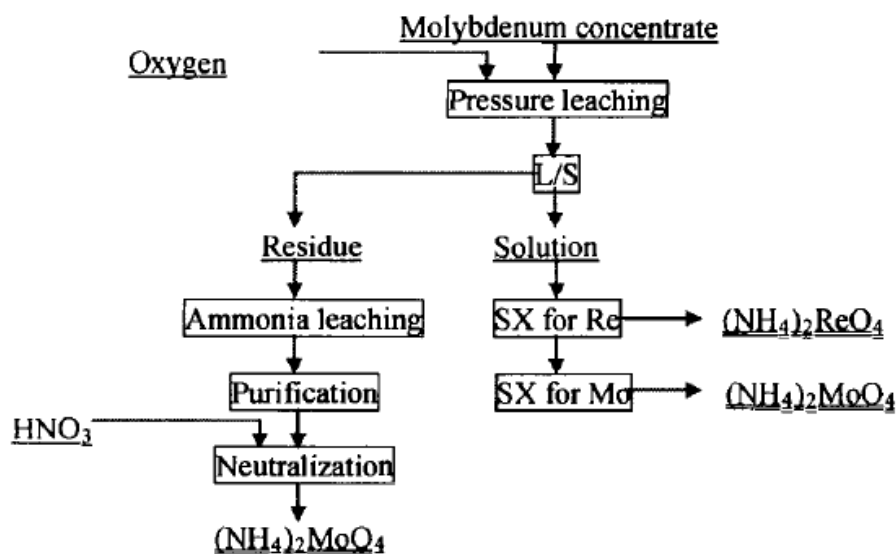 Molybdenum concentrate
Oxygen
Pressure leaching
L/S
Residue
Solution
Ammonia leaching
SX for Re
(NH₄)₂ReO₄
Purification
SX for Mo
(NH₄)₂MoO₄
HNO₃
Neutralization
(NH₄)₂MoO₄